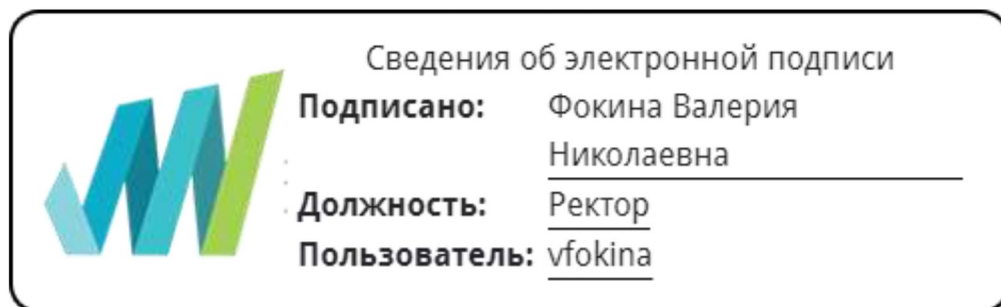 Сведения об электронной подписи
Подписано: Фокина Валерия
Николаевна
Должность: Ректор
Пользователь: vfokina